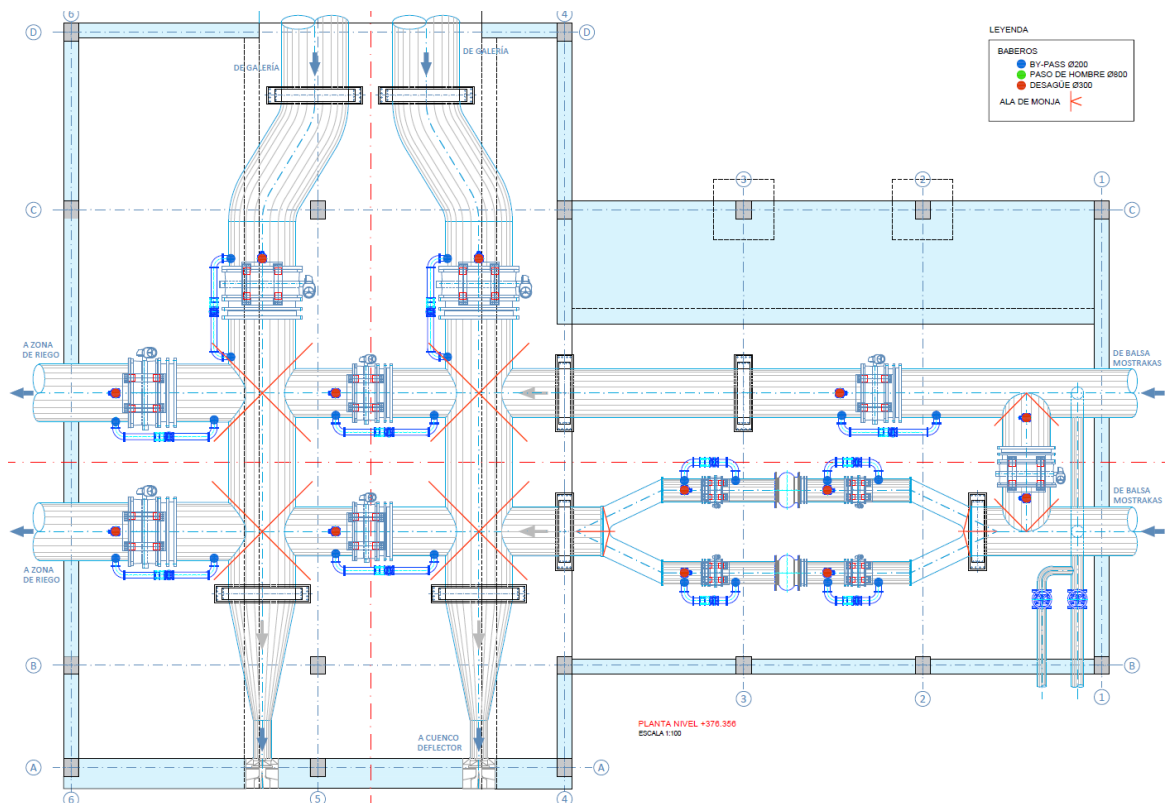 6
4
D
D
LEYENDA
BABEROS
BY-PASS Ø200
PASO DE HOMBRE Ø800
DESAGÜE Ø300
ALA DE MONJA
DE GALERÍA
DE GALERÍA
3
2
1
C
C
A ZONA
DE RIEGO
DE BALSA
MOSTRAKAS
DE BALSA
MOSTRAKAS
A ZONA
DE RIEGO
B
B
3
2
1
PLANTA NIVEL +376.356
ESCALA 1:100
A CUENCO
DEFLECTOR
A
A
6
5
4